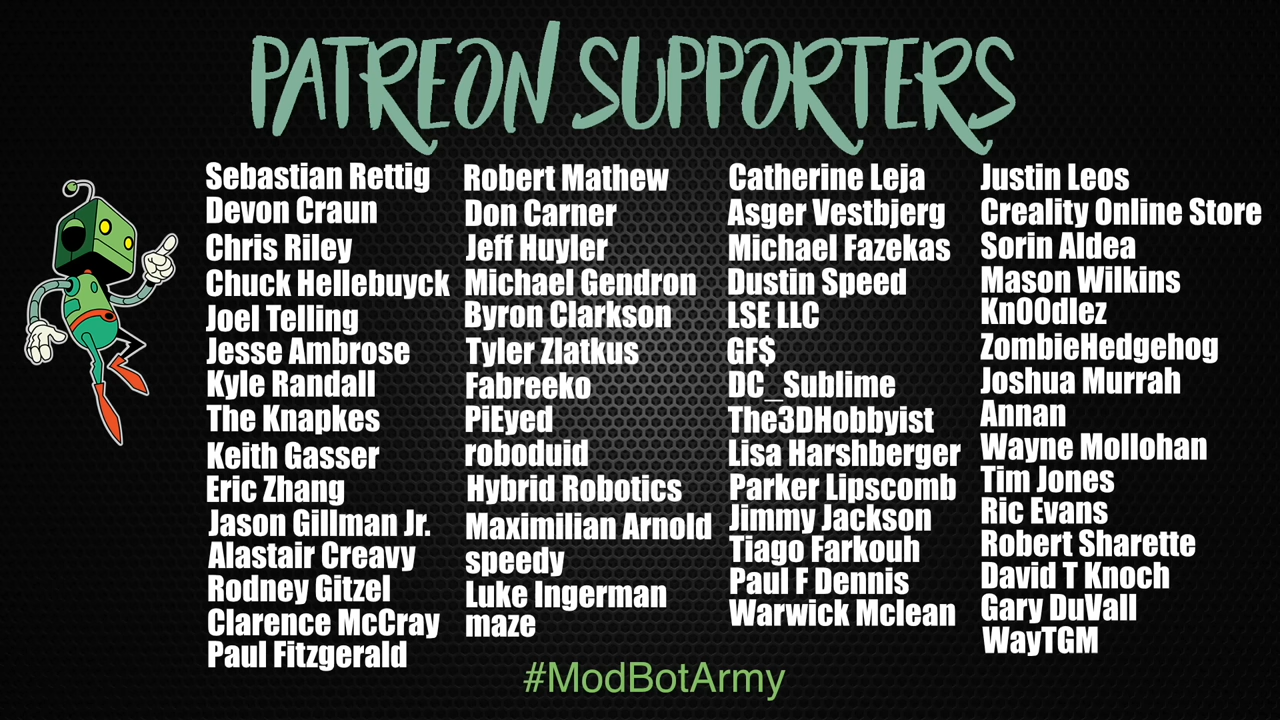 PATREON SUPPORTERS
Sebastian Rettig
Devon Craun
Chris Riley
Chuck Hellebuyck
Joel Telling
Jesse Ambrose
Kyle Randall
The Knapkes
Keith Gasser
Eric Zhang
Jason Gillman Jr.
Alastair Creavy
Rodney Gitzel
Clarence McCray
Paul Fitzgerald
Robert Mathew
Don Carner
Jeff Huyler
Michael Gendron
Byron Clarkson
Tyler Zlatkus
Fabreeko
PiEyed
roboduid
Hybrid Robotics
Maximilian Arnold
speedy
Luke Ingerman
maze
Catherine Leja
Asger Vestbjerg
Michael Fazekas
Dustin Speed
LSE LLC
GF$
DC_Sublime
The3DHobbyist
Lisa Harshberger
Parker Lipscomb
Jimmy Jackson
Tiago Farkouh
Paul F Dennis
Warwick Mclean
Justin Leos
Creality Online Store
Sorin Aldea
Mason Wilkins
Kn00dlez
ZombieHedgehog
Joshua Murrah
Annan
Wayne Mollohan
Tim Jones
Ric Evans
Robert Sharette
David T Knoch
Gary DuVall
WayTGM
#ModBotArmy